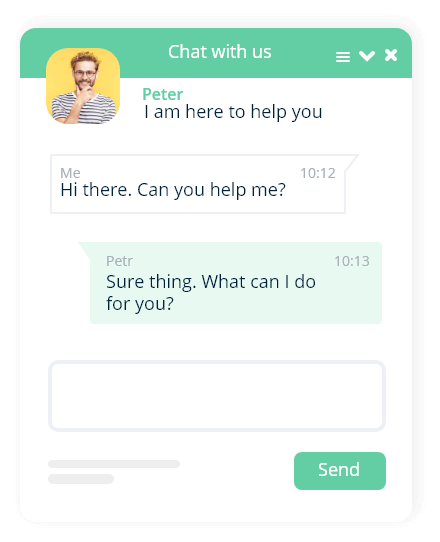 Chat with us
Peter
I am here to help you
Me 10:12
Hi there. Can you help me?
Petr 10:13
Sure thing. What can I do
for you?
Send